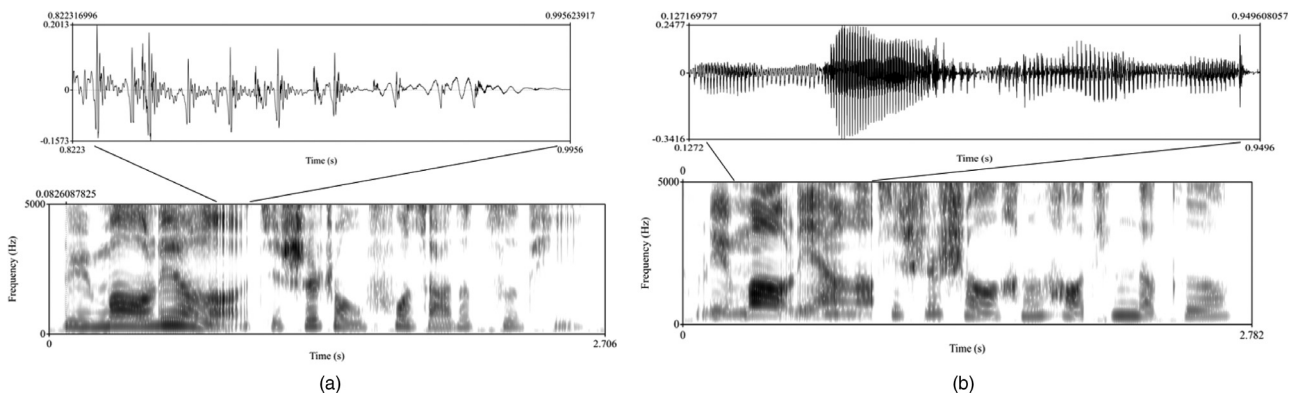 0.822316996 0.995623917
0.2013
0
-0.1573
0.8223 0.9956
Time (s)
0.0826087825
5000
Frequency (Hz)
0
0 2.706
Time (s)
(a)
0.127169797 0.949608057
0.2477
0
-0.3416
0.1272 0.9496
Time (s)
0
5000
Frequency (Hz)
0
0 2.782
Time (s)
(b)